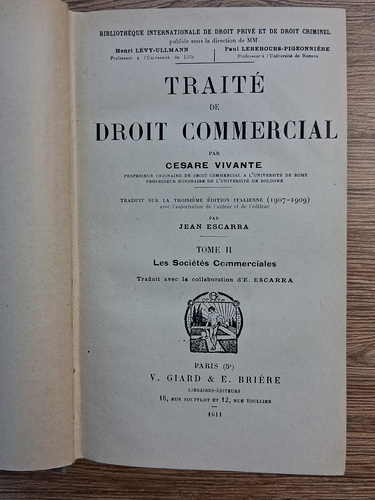 BIBLIOTHÈQUE INTERNATIONALE DE DROIT PRIVÉ ET DE DROIT CRIMINEL
publiée sous la direction de MM.
Henri LÉVY-ULLMANN
Professeur à l'Université de Lille
Paul LEREBOURS-PIGEONNIÈRE
Professeur à l'Université de Rennes
TRAITÉ
DE
DROIT COMMERCIAL
PAR
CESARE VIVANTE
PROFESSEUR ORDINAIRE DE DROIT COMMERCIAL A L'UNIVERSITÉ DE ROME
PROFESSEUR HONORAIRE DE L'UNIVERSITÉ DE BOLOGNE
TRADUIT SUR LA TROISIÈME ÉDITION ITALIENNE (1907-1909)
avec l'autorisation de l'auteur et de l'éditeur
PAR
JEAN ESCARRA
TOME II
Les Sociétés Commerciales
Traduit avec la collaboration d'E. ESCARRA
PARIS (5e)
V. GIARD & E. BRIÈRE
LIBRAIRES-ÉDITEURS
16, RUE SOUFFLOT ET 12, RUE TOULLIER
1911